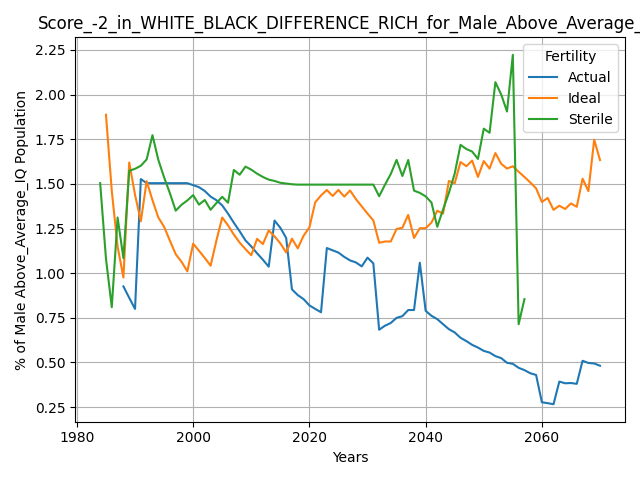 Score_-2_in_WHITE_BLACK_DIFFERENCE_RICH_for_Male_Above_Average_
Fertility
Actual
Ideal
Sterile
% of Male Above_Average_IQ Population
2.25
2.00
1.75
1.50
1.25
1.00
0.75
0.50
0.25
1980
2000
2020
2040
2060
Years